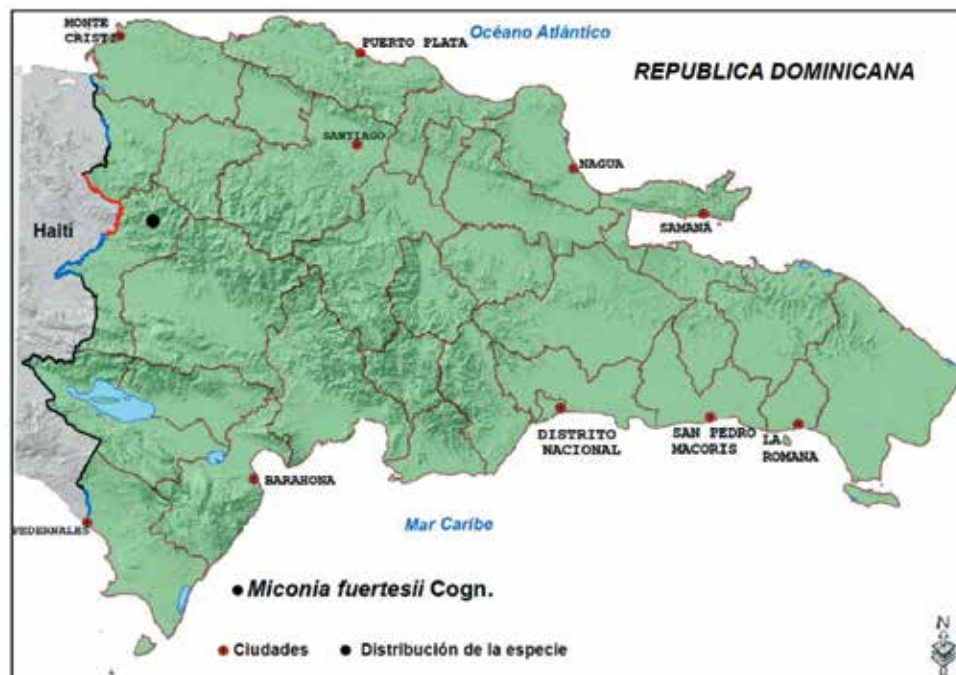 MONTE
CRISTI
PUERTO PLATA
Océano Atlántico
REPUBLICA DOMINICANA
SANTIAGO
NAGUA
SAMANÁ
Haití
DISTRITO
NACIONAL
SAN PEDRO
MACORIS
LA
ROMANA
BARAHONA
PEDERNALES
Mar Caribe
Miconia fuertesii Cogn.
Ciudades
Distribución de la especie
N